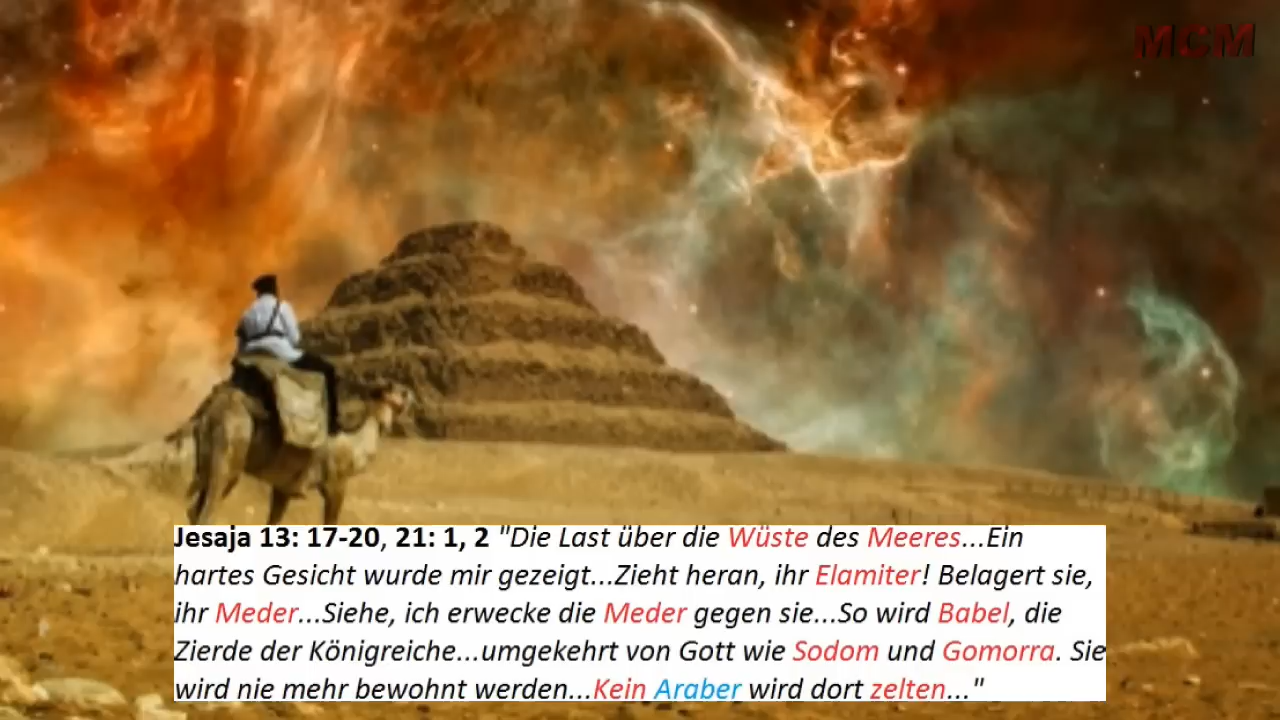 MCM
Jesaja 13: 17-20, 21: 1, 2 "Die Last über die Wüste des Meeres...Ein
hartes Gesicht wurde mir gezeigt...Zieht heran, ihr Elamiter! Belagert sie,
ihr Meder...Siehe, ich erwecke die Meder gegen sie...So wird Babel, die
Zierde der Königreiche...umgekehrt von Gott wie Sodom und Gomorra. Sie
wird nie mehr bewohnt werden...Kein Araber wird dort zelten..."